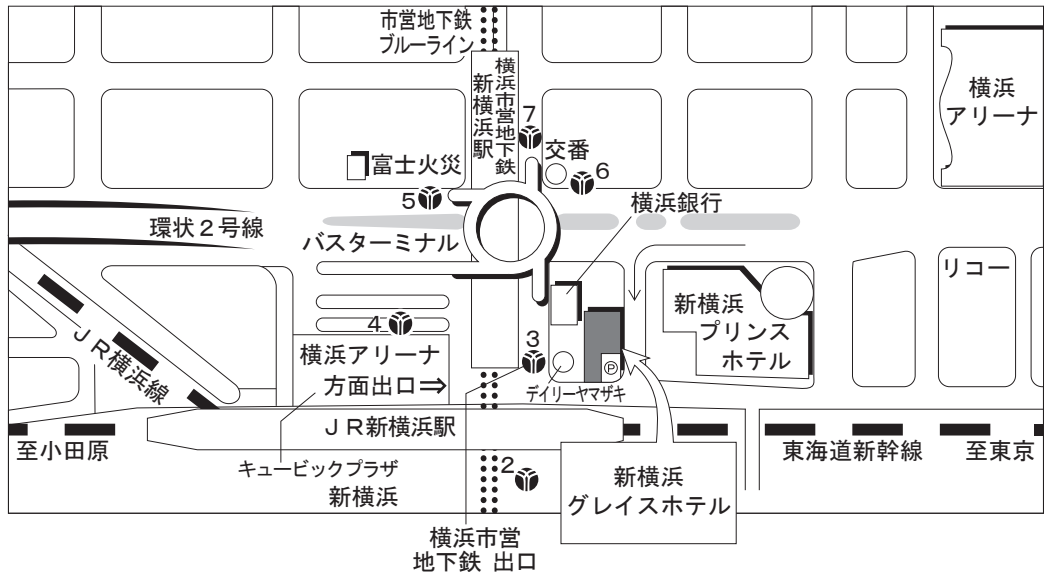 市営地下鉄
ブルーライン
横浜市営地下鉄
新横浜駅
横浜
アリーナ
7
交番
6
富士火災
5
横浜銀行
環状２号線
バスターミナル
リコー
新横浜
プリンス
ホテル
4
3
JR横浜線
横浜アリーナ
方面出口⇒
P
デイリーヤマザキ
ＪＲ新横浜駅
至小田原
東海道新幹線
至東京
キュービックプラザ
新横浜
2
新横浜
グレイスホテル
横浜市営
地下鉄 出口